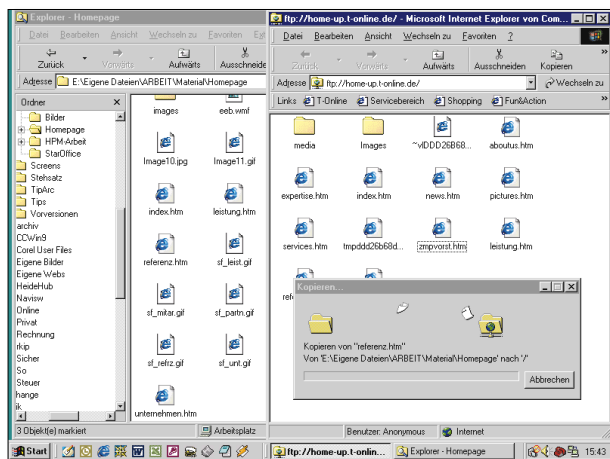 Explorer - Homepage
Datei Bearbeiten Ansicht Wechseln zu Favoriten
Zurück Vorwärts Aufwärts Ausschneide
Adresse E:\Eigene Dateien\ARBEIT\Material\Homepage
Ordner
Bilder
Homepage
HPM-Arbeit
StarOffice
Screens
Stehsatz
TipArc
Tips
Vorversionen
archiv
CCWin9
Corel User Files
Eigene Bilder
Eigene Webs
HeideHub
Navisw
Online
Privat
Rechnung
rkip
Sicher
So
Steuer
hange
ik
images eeb.wmf
Image10.jpg Image11.gif
index.htm leistung.htm
referenz.htm sf_leist.gif
sf_mitar.gif sf_partn.gif
sf_refrz.gif sf_unt.gif
unternehmen.htm
3 Objekt(e) markiert Arbeitsplatz
ftp://home-up.t-online.de/ - Microsoft Internet Explorer von Com...
Datei Bearbeiten Ansicht Wechseln zu Favoriten ?
Zurück Vorwärts Aufwärts Ausschneiden Kopieren
Adresse ftp://home-up.t-online.de/ Wechseln zu
Links T-Online Servicebereich Shopping Fun&Action
media Images ~vIDDD26B68... aboutus.htm
expertise.htm index.htm news.htm pictures.htm
services.htm tmpddd26b68d... zmpvorst.htm leistung.htm
Kopieren...
Kopieren von "referenz.htm"
Von 'E:\Eigene Dateien\ARBEIT\Material\Homepage' nach '/'
Abbrechen
Benutzer: Anonymous Internet
Start ftp://home-up.t-onlin... Explorer - Homepage 15:43